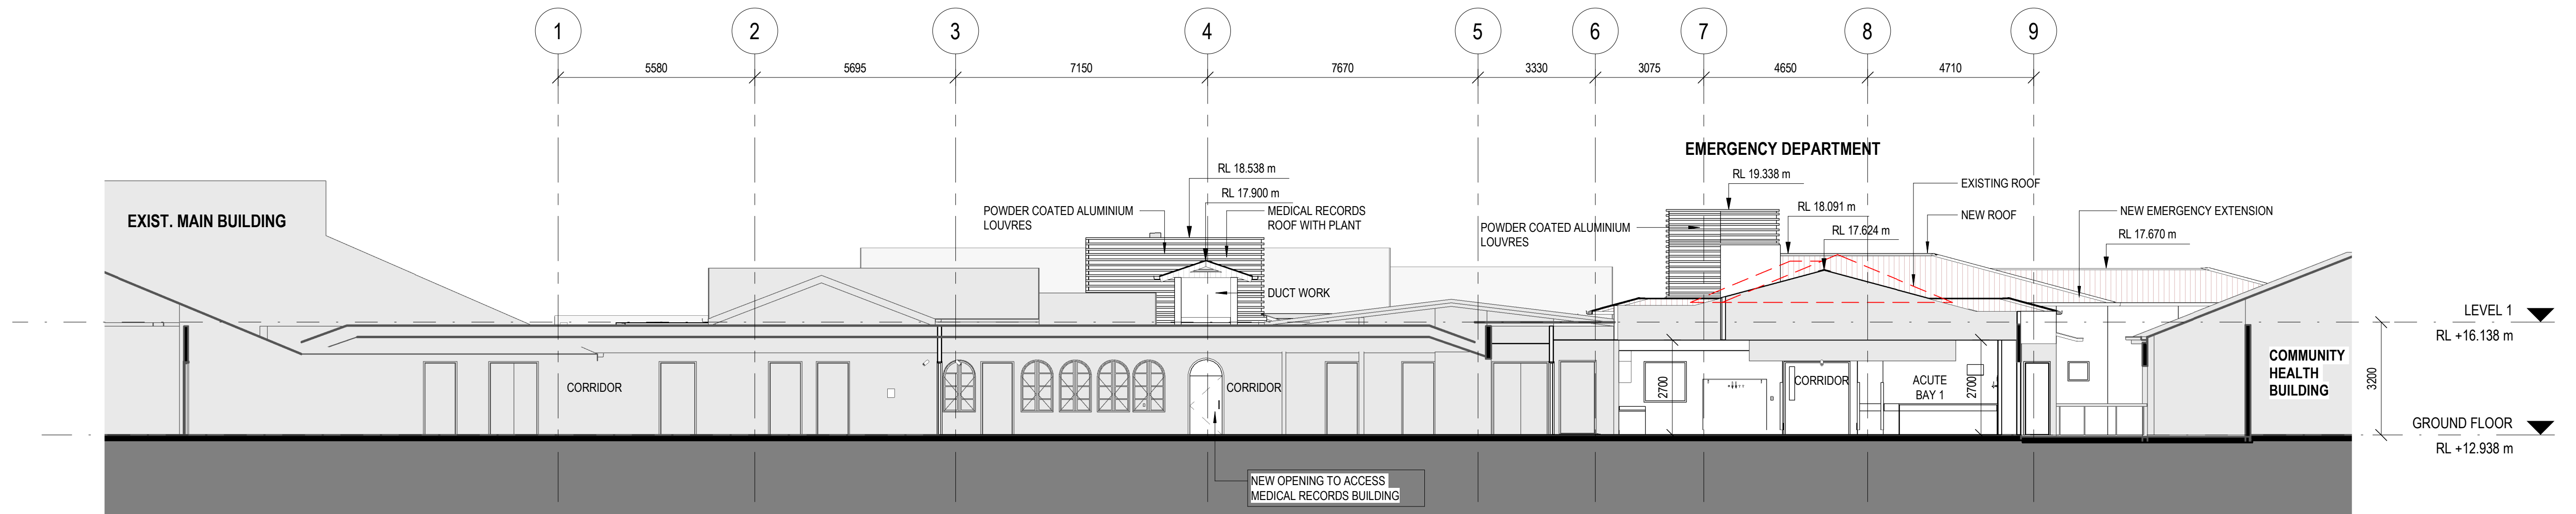 1 2 3 4 5 6 7 8 9
5580 5695 7150 7670 3330 3075 4650 4710
EMERGENCY DEPARTMENT
RL 18.538 m
RL 17.900 m
RL 19.338 m
EXISTING ROOF
EXIST. MAIN BUILDING
POWDER COATED ALUMINIUM
LOUVRES
MEDICAL RECORDS
ROOF WITH PLANT
POWDER COATED ALUMINIUM
LOUVRES
RL 18.091 m
NEW ROOF
NEW EMERGENCY EXTENSION
RL 17.624 m
RL 17.670 m
DUCT WORK
LEVEL 1
RL +16.138 m
COMMUNITY
HEALTH
BUILDING
3200
CORRIDOR
CORRIDOR
2700
CORRIDOR
ACUTE
BAY 1
2700
GROUND FLOOR
RL +12.938 m
NEW OPENING TO ACCESS
MEDICAL RECORDS BUILDING